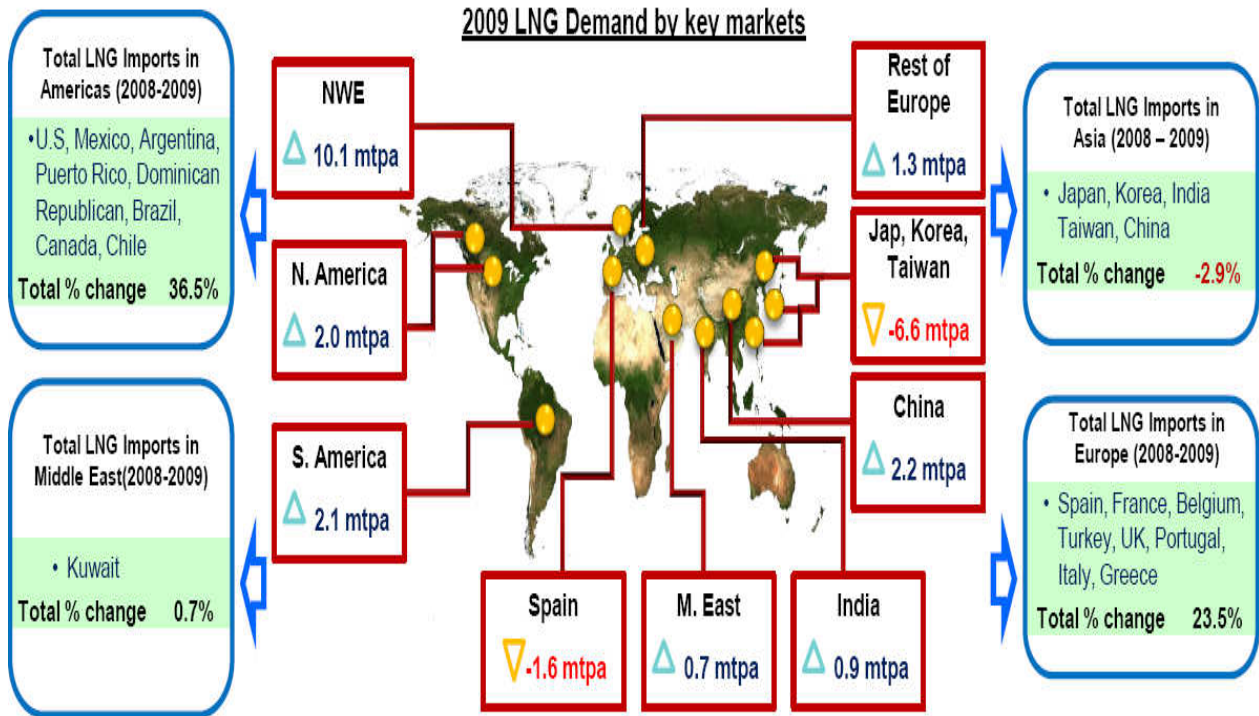 2009 LNG Demand by key markets
Total LNG Imports in
Americas (2008-2009)
•U.S, Mexico, Argentina,
Puerto Rico, Dominican
Republican, Brazil,
Canada, Chile
Total % change 36.5%
Total LNG Imports in
Middle East(2008-2009)
• Kuwait
Total % change 0.7%
NWE
10.1 mtpa
N. America
2.0 mtpa
S. America
2.1 mtpa
Spain
-1.6 mtpa
M. East
0.7 mtpa
India
0.9 mtpa
Rest of
Europe
1.3 mtpa
Jap, Korea,
Taiwan
-6.6 mtpa
China
2.2 mtpa
Total LNG Imports in
Asia (2008 – 2009)
• Japan, Korea, India
Taiwan, China
Total % change -2.9%
Total LNG Imports in
Europe (2008-2009)
• Spain, France, Belgium,
Turkey, UK, Portugal,
Italy, Greece
Total % change 23.5%